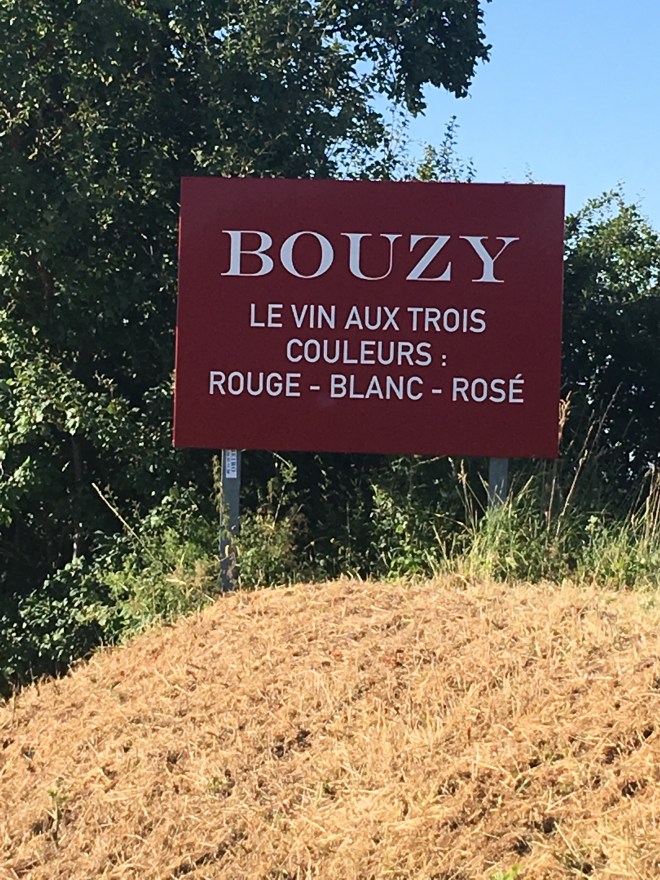 BOUZY
LE VIN AUX TROIS
COULEURS :
ROUGE - BLANC - ROSÉ